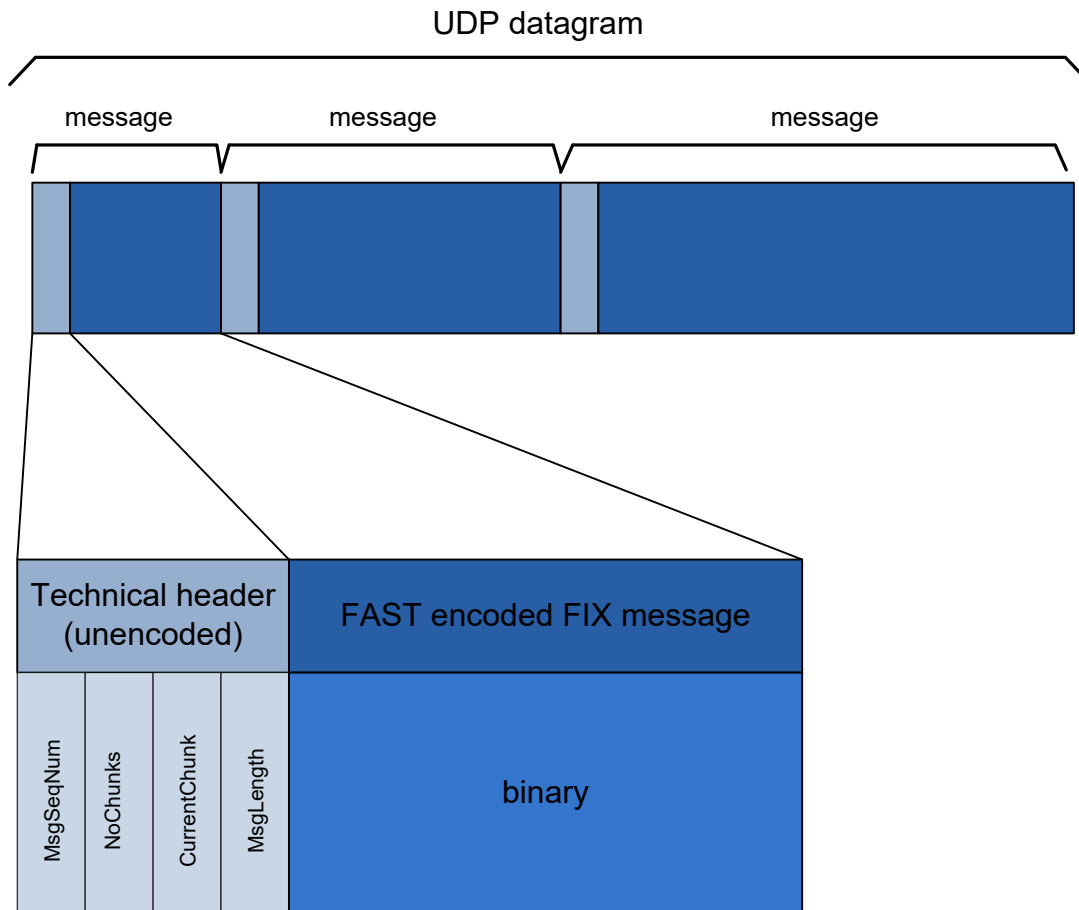 UDP datagram
message
message
message
Technical header
(unencoded)
FAST encoded FIX message
MsgSeqNum
NoChunks
CurrentChunk
MsgLength
binary